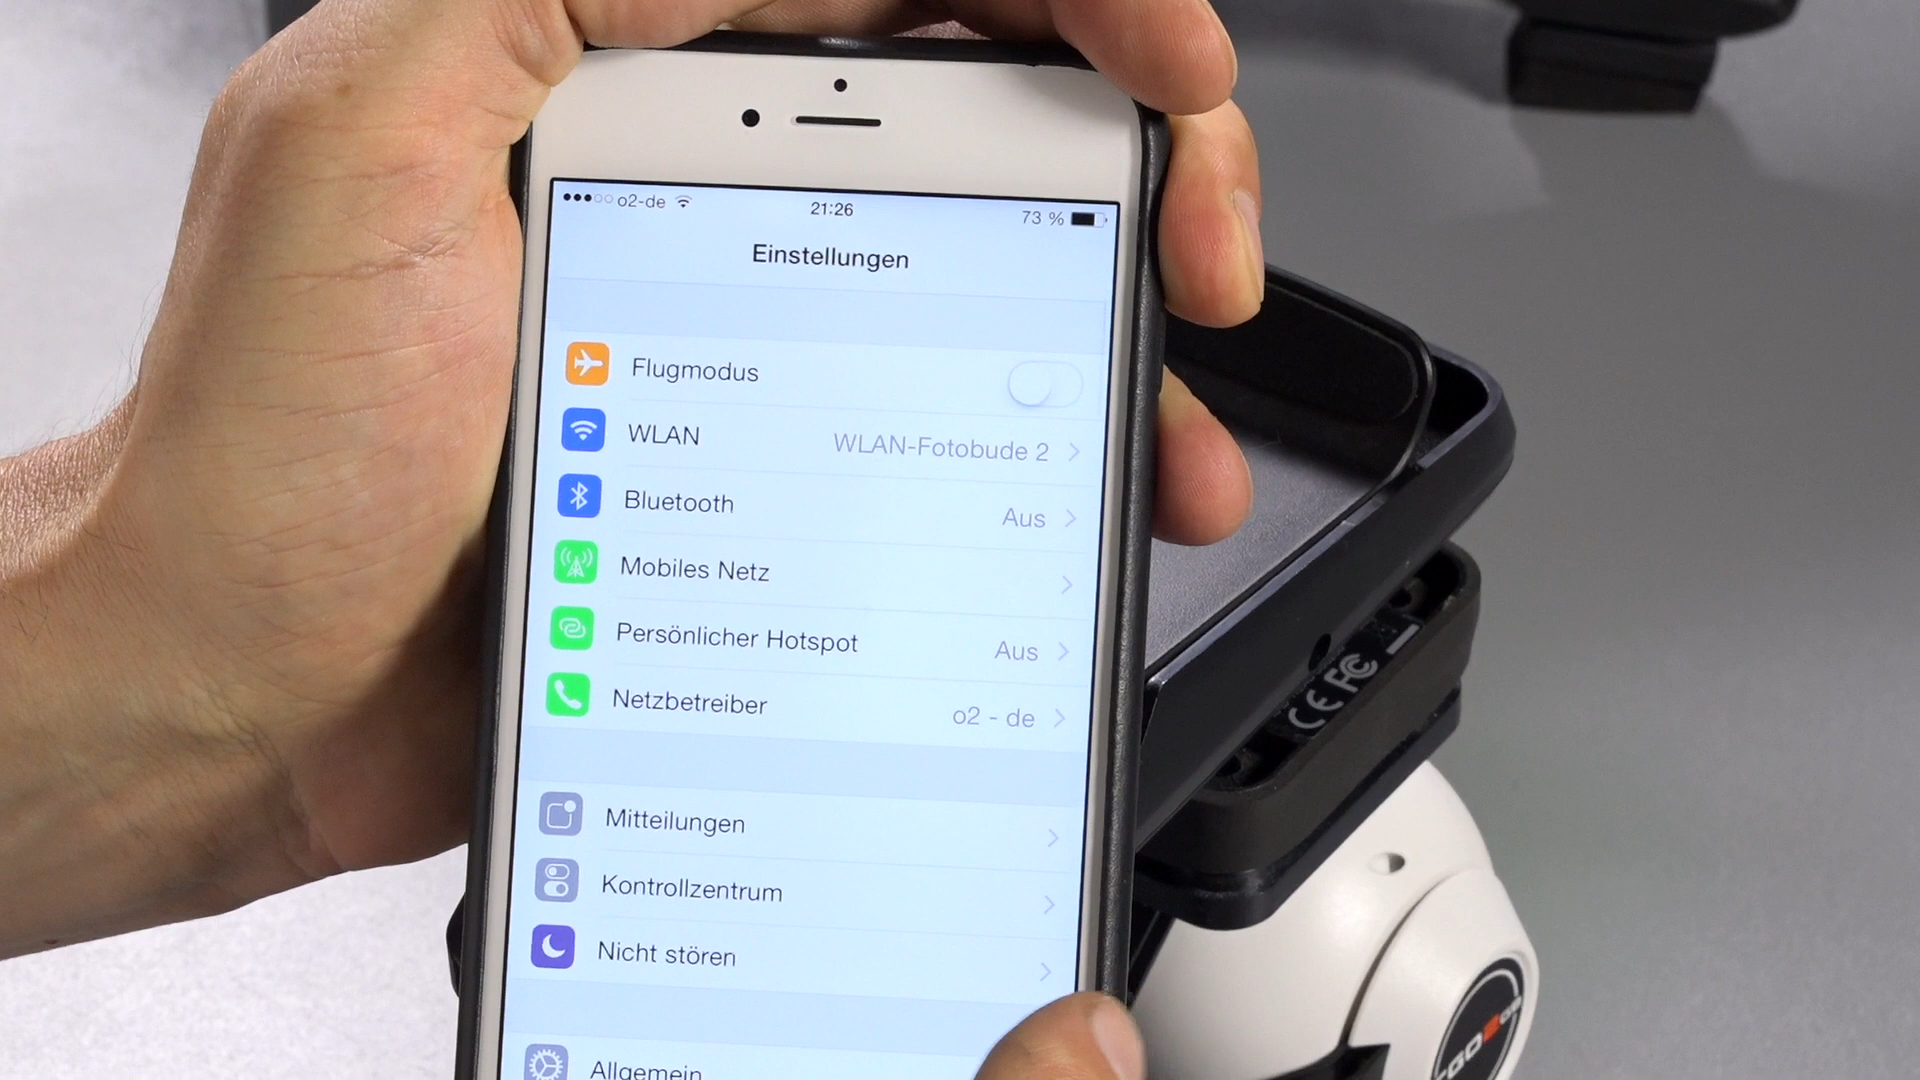 o2-de 21:26 73 %
Einstellungen
Flugmodus
WLAN WLAN-Fotobude 2
Bluetooth Aus
Mobiles Netz
Persönlicher Hotspot Aus
Netzbetreiber o2 - de
Mitteilungen
Kontrollzentrum
Nicht stören
Allgemein
CE FC